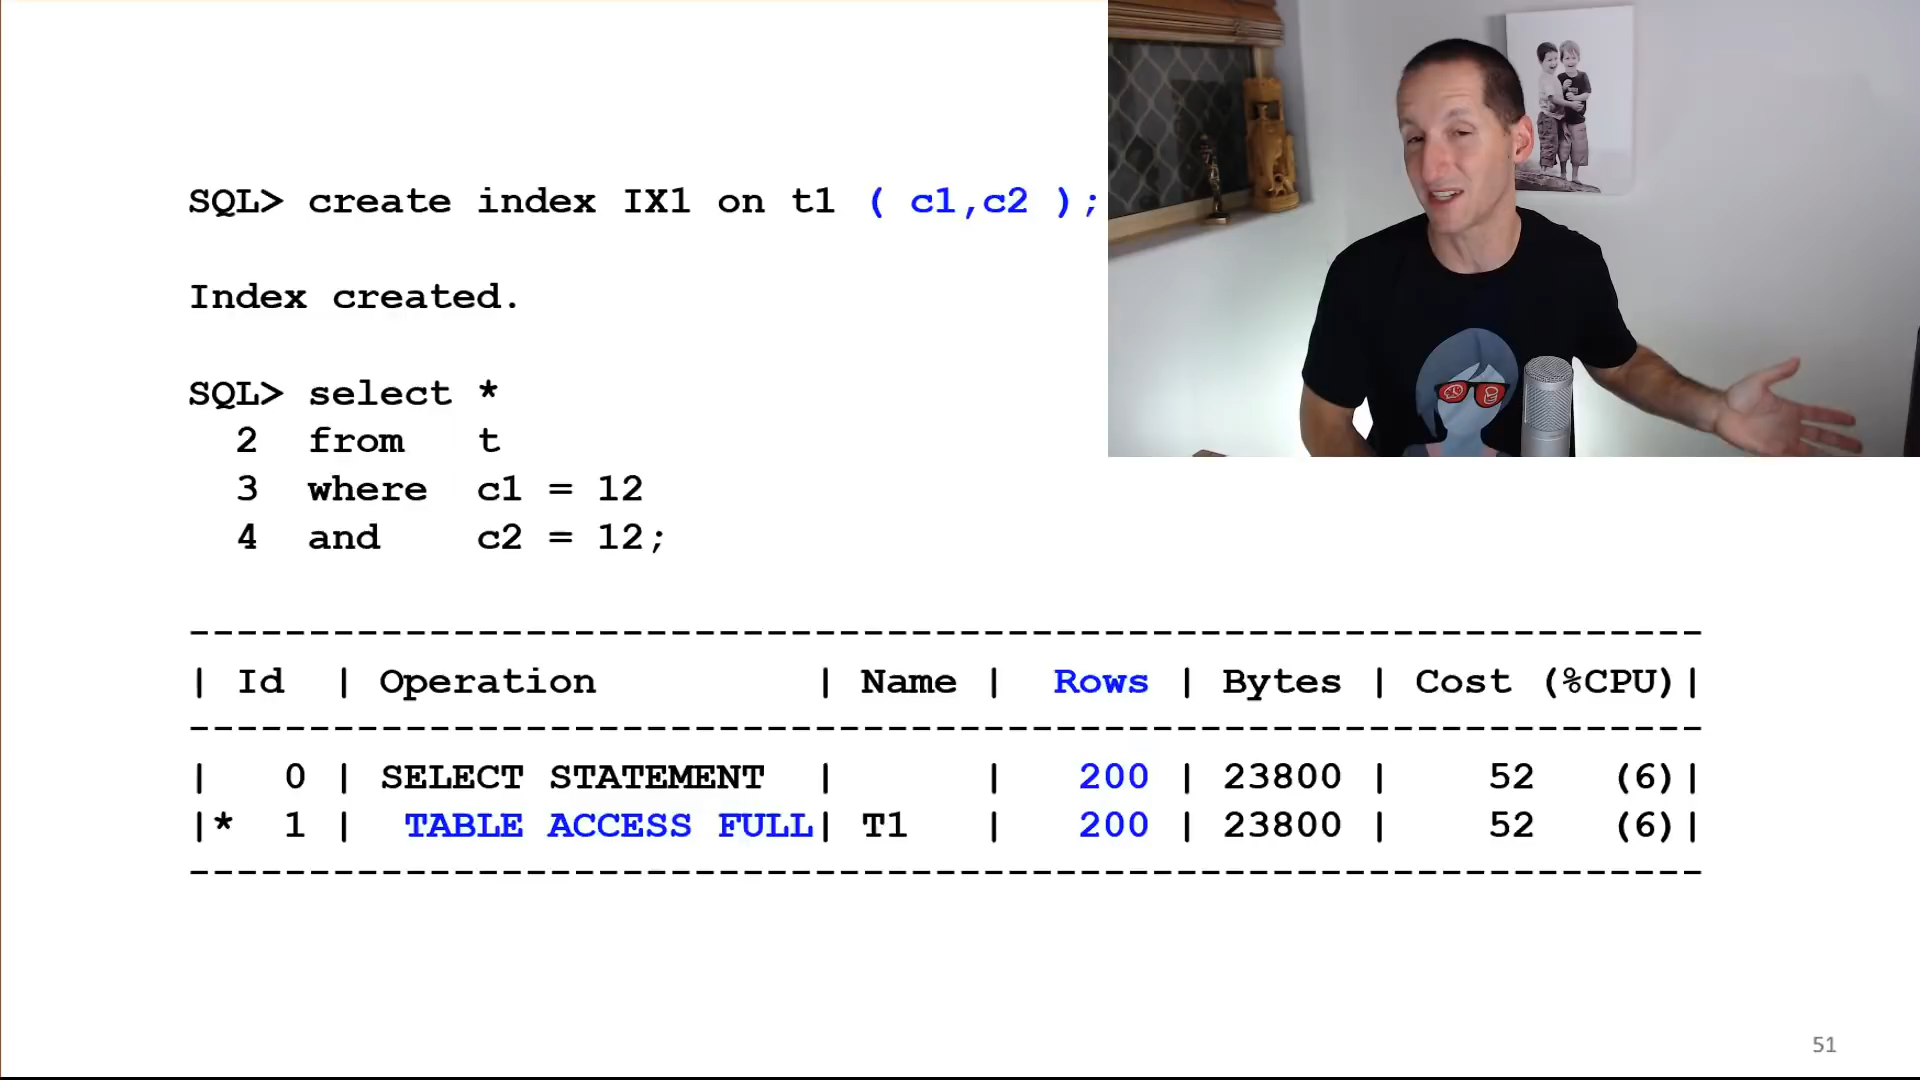 SQL> create index IX1 on t1 ( c1,c2 );
Index created.
SQL> select *
  2  from   t
  3  where  c1 = 12
  4  and    c2 = 12;
---------------------------------------------------------------
| Id  | Operation         | Name |  Rows | Bytes | Cost (%CPU)|
---------------------------------------------------------------
|   0 | SELECT STATEMENT  |      |   200 | 23800 |    52   (6)|
|*  1 |  TABLE ACCESS FULL| T1   |   200 | 23800 |    52   (6)|
---------------------------------------------------------------
51